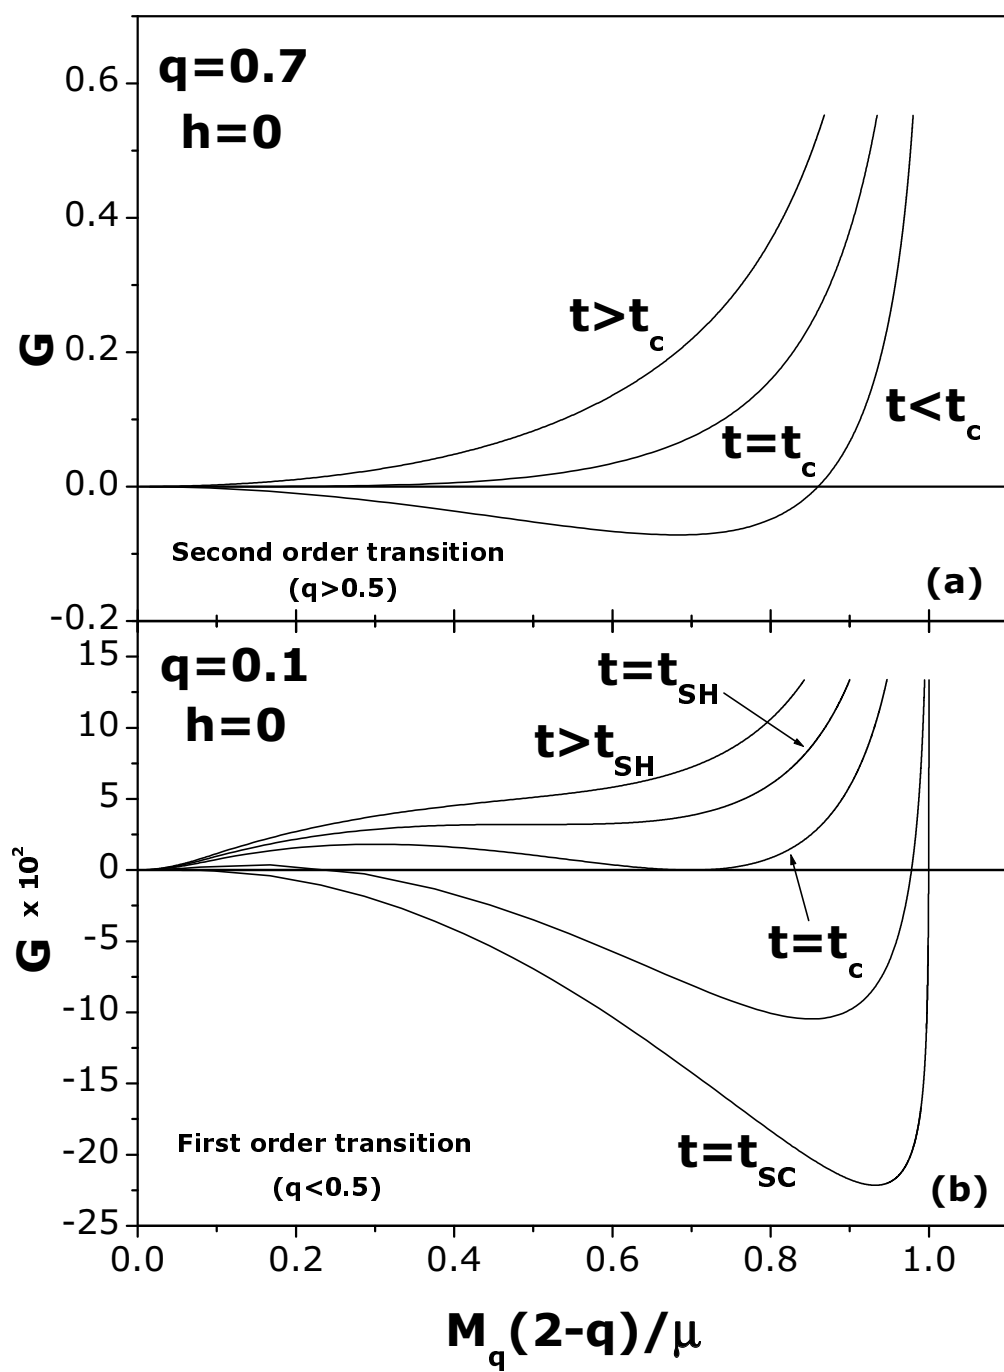 q=0.7
h=0
0.6
0.4
0.2
0.0
-0.2
G
t>t_c
t=t_c
t<t_c
Second order transition
(q>0.5)
(a)
q=0.1
h=0
15
10
5
0
-5
-10
-15
-20
-25
G x 10²
t=t_SH
t>t_SH
t=t_c
t=t_SC
First order transition
(q<0.5)
(b)
0.0 0.2 0.4 0.6 0.8 1.0
M_q(2-q)/μ